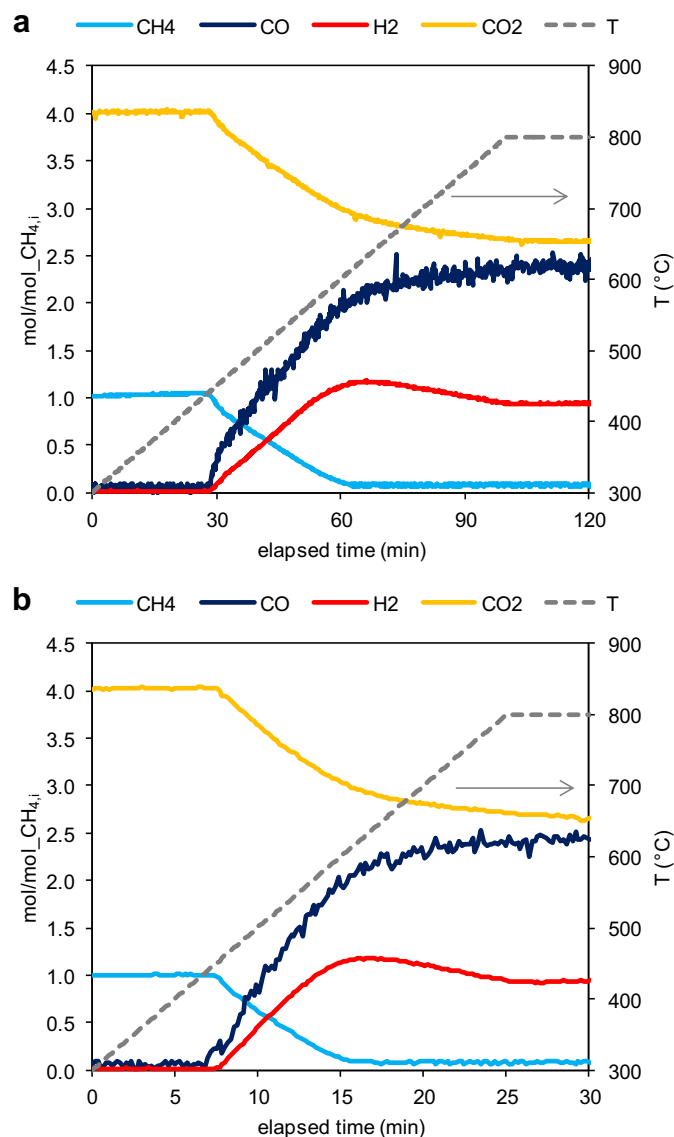 a
CH4 CO H2 CO2 T
4.5 900
4.0 800
3.5
3.0 700
2.5 600
2.0
1.5 500
1.0 400
0.5
0.0 300
mol/mol_CH4,i
T (°C)
0 30 60 90 120
elapsed time (min)
b
CH4 CO H2 CO2 T
4.5 900
4.0 800
3.5
3.0 700
2.5 600
2.0
1.5 500
1.0 400
0.5
0.0 300
mol/mol_CH4,i
T (°C)
0 5 10 15 20 25 30
elapsed time (min)